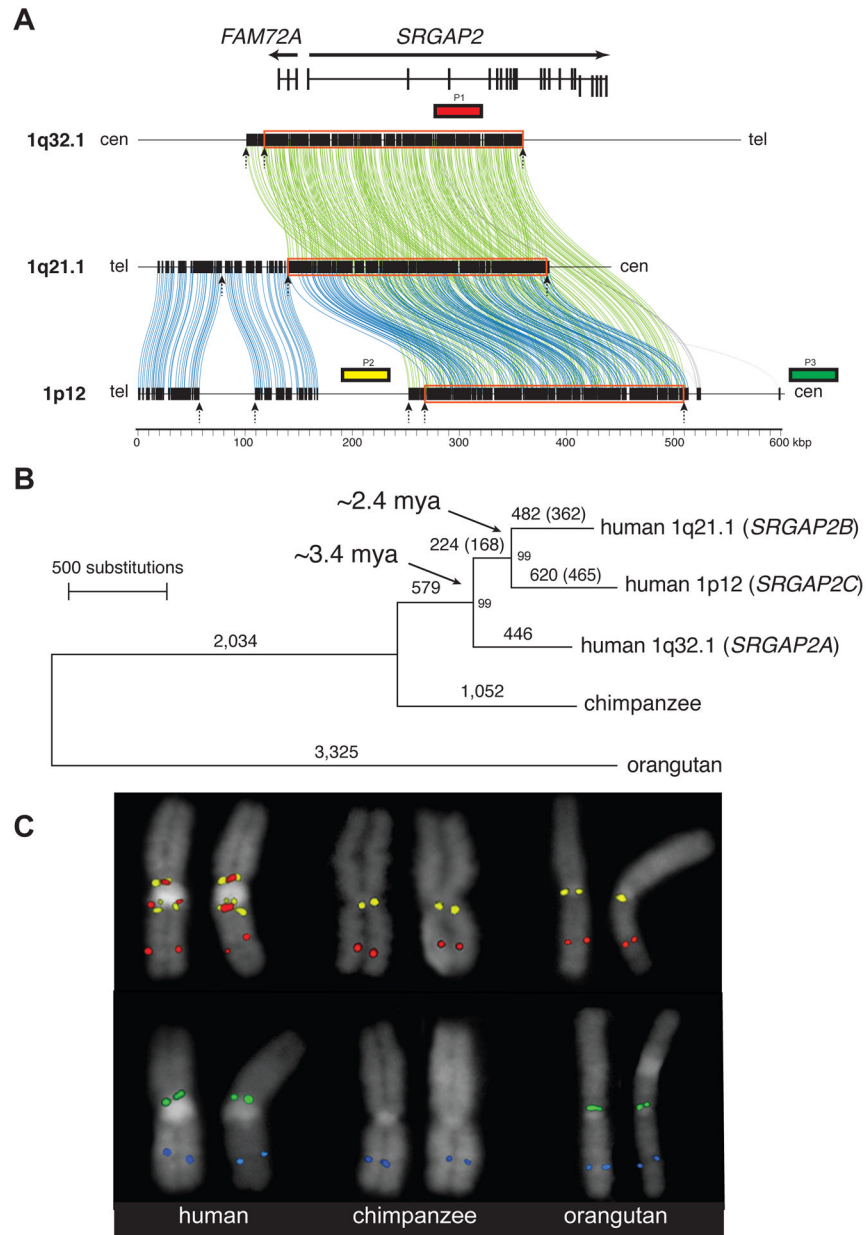 A
FAM72A SRGAP2
P1
1q32.1 cen tel
1q21.1 tel cen
P2 P3
1p12 tel cen
0 100 200 300 400 500 600 kbp
B
~2.4 mya
482 (362)
human 1q21.1 (SRGAP2B)
224 (168)
99
~3.4 mya
500 substitutions
579
620 (465)
human 1p12 (SRGAP2C)
99
446
human 1q32.1 (SRGAP2A)
2,034
1,052
chimpanzee
3,325
orangutan
C
human chimpanzee orangutan